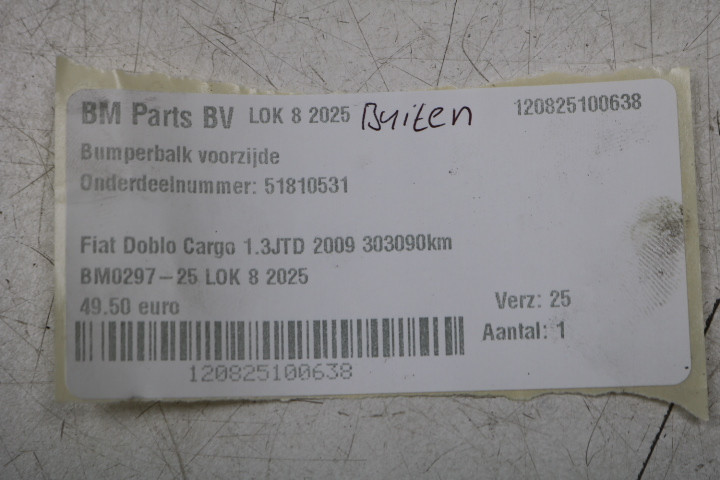 BM Parts BV LOK 8 2025 Buiten 120825100638
Bumperbalk voorzijde
Onderdeelnummer: 51810531
Fiat Doblo Cargo 1.3JTD 2009 303090km
BM0297-25 LOK 8 2025
49.50 euro Verz: 25
Aantal: 1
120825100638